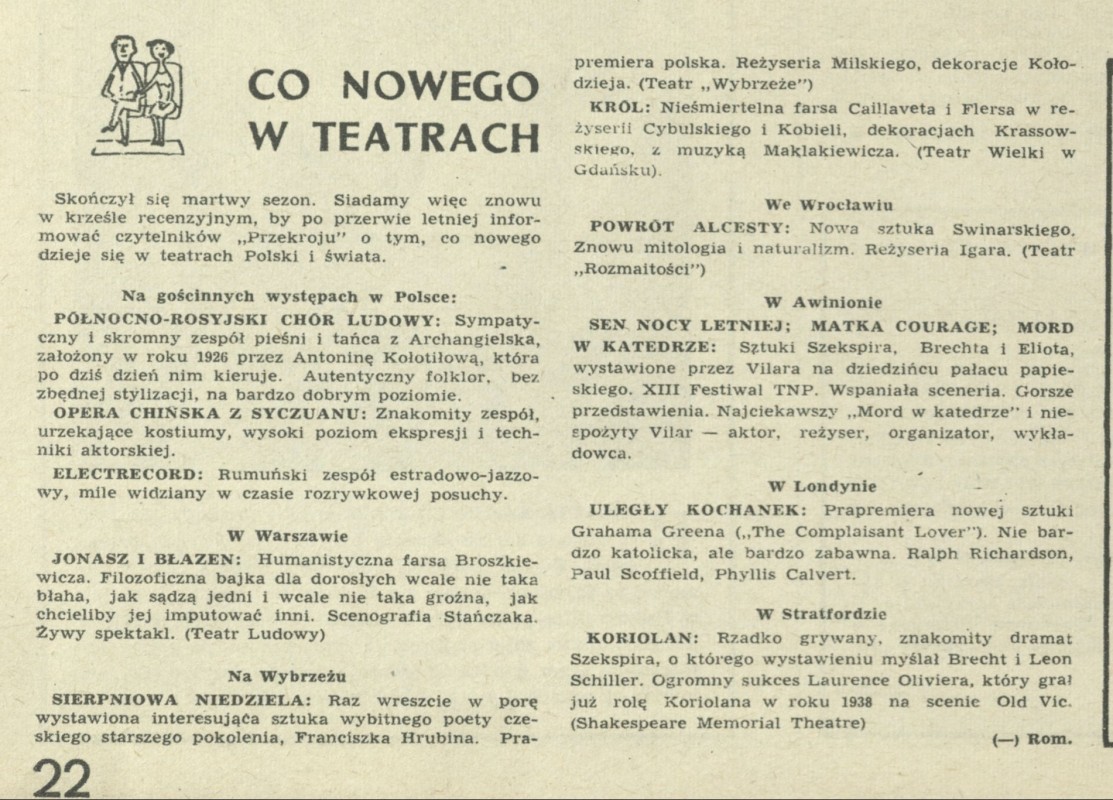 CO NOWEGO
W TEATRACH
Skończył się martwy sezon. Siadamy więc znowu
w krześle recenzyjnym, by po przerwie letniej infor-
mować czytelników „Przekroju" o tym, co nowego
dzieje się w teatrach Polski i świata.
Na gościnnych występach w Polsce:
PÓŁNOCNO-ROSYJSKI CHÓR LUDOWY: Sympaty-
czny i skromny zespół pieśni i tańca z Archangielska,
założony w roku 1926 przez Antoninę Kołotiłową, która
po dziś dzień nim kieruje. Autentyczny folklor, bez
zbędnej stylizacji, na bardzo dobrym poziomie.
OPERA CHIŃSKA Z SYCZUANU: Znakomity zespół,
urzekające kostiumy, wysoki poziom ekspresji i tech-
niki aktorskiej.
ELECTRECORD: Rumuński zespół estradowo-jazzo-
wy, mile widziany w czasie rozrywkowej posuchy.
W Warszawie
JONASZ I BŁAZEN: Humanistyczna farsa Broszkie-
wicza. Filozoficzna bajka dla dorosłych wcale nie taka
błaha, jak sądzą jedni i wcale nie taka groźna, jak
chcieliby jej imputować inni. Scenografia Stańczaka.
Żywy spektakl. (Teatr Ludowy)
Na Wybrzeżu
SIERPNIOWA NIEDZIELA: Raz wreszcie w porę
wystawiona interesująća sztuka wybitnego poety cze-
skiego starszego pokolenia, Franciszka Hrubina. Pra-
premiera polska. Reżyseria Milskiego, dekoracje Koło-
dzieja. (Teatr „Wybrzeże")
KRÓL: Nieśmiertelna farsa Caillaveta i Flersa w re-
żyserii Cybulskiego i Kobieli, dekoracjach Krassow-
skiego, z muzyką Maklakiewicza. (Teatr Wielki w
Gdańsku).
We Wrocławiu
POWRÓT ALCESTY: Nowa sztuka Swinarskiego.
Znowu mitologia i naturalizm. Reżyseria Igara. (Teatr
„Rozmaitości")
W Awinionie
SEN NOCY LETNIEJ; MATKA COURAGE; MORD
W KATEDRZE: Sztuki Szekspira, Brechta i Eliota,
wystawione przez Vilara na dziedzińcu pałacu papie-
skiego. XIII Festiwal TNP. Wspaniała sceneria. Gorsze
przedstawienia. Najciekawszy „Mord w katedrze" i nie-
spożyty Vilar — aktor, reżyser, organizator, wykła-
dowca.
W Londynie
ULEGŁY KOCHANEK: Prapremiera nowej sztuki
Grahama Greena („The Complaisant Lover"). Nie bar-
dzo katolicka, ale bardzo zabawna. Ralph Richardson,
Paul Scoffield, Phyllis Calvert.
W Stratfordzie
KORIOLAN: Rzadko grywany, znakomity dramat
Szekspira, o którego wystawieniu myślał Brecht i Leon
Schiller. Ogromny sukces Laurence Oliviera, który grał
już rolę Koriolana w roku 1938 na scenie Old Vic.
(Shakespeare Memorial Theatre)
(—) Rom.
22